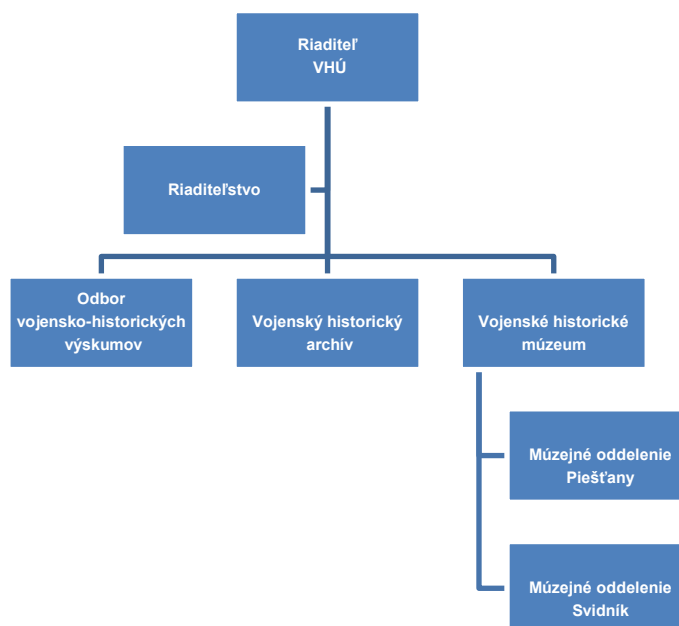 Riaditeľ
VHÚ
Riaditeľstvo
Odbor
vojensko-historických
výskumov
Vojenský historický
archív
Vojenské historické
múzeum
Múzejné oddelenie
Piešťany
Múzejné oddelenie
Svidník